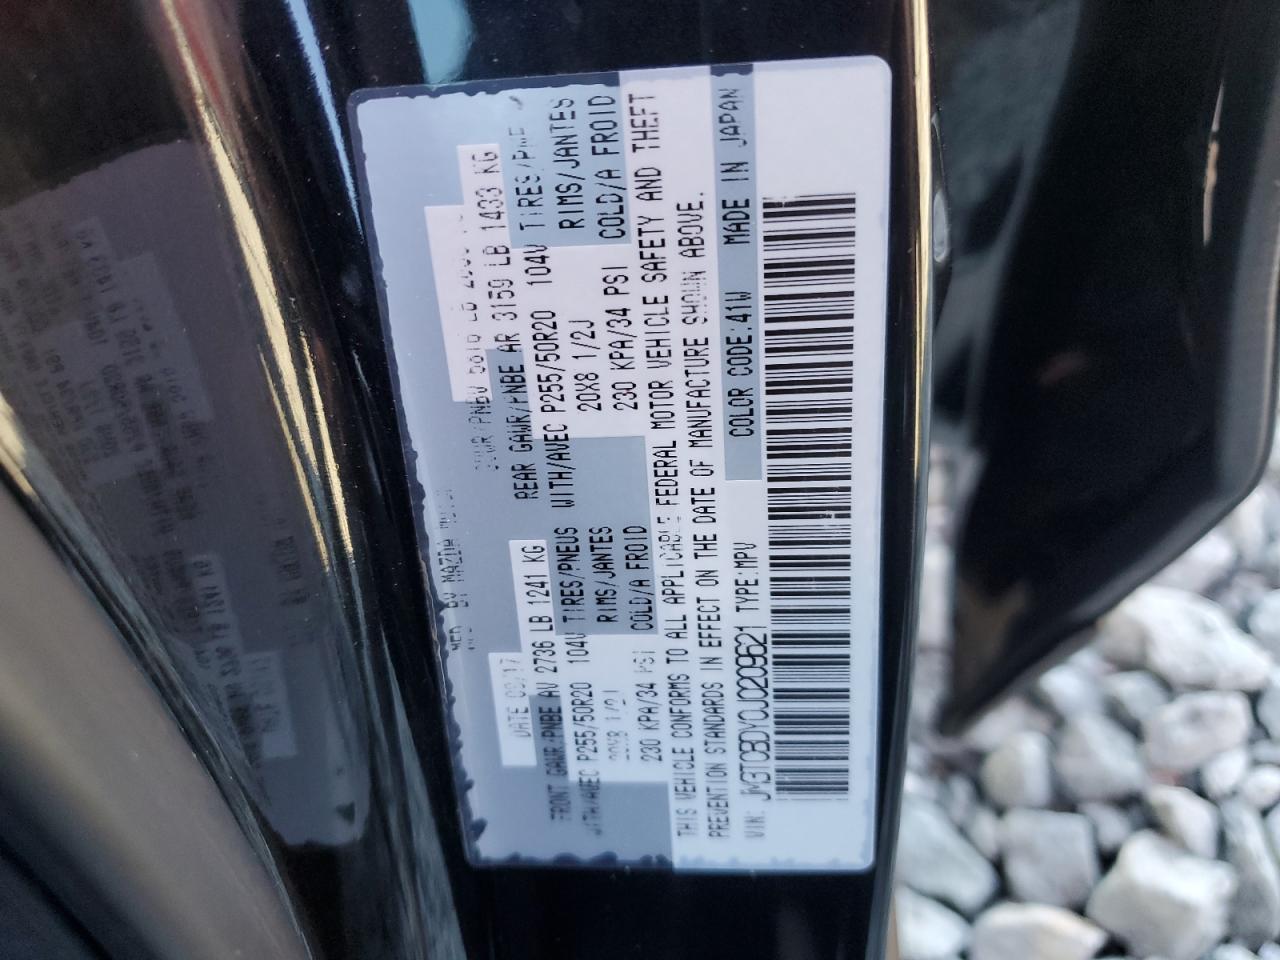 MFD BY MAZDA
DATE
GVWR/PNBV LB
FRONT GAWR/PNBE AV 2736 LB 1241 KG
REAR GAWR/PNBE AR 3159 LB 1433 KG
WITH/AVEC P255/50R20 104V TIRES/PNEUS
WITH/AVEC P255/50R20 104V TIRES/PNE
20X8 1/2J RIMS/JANTES
20X8 1/2J RIMS/JANTES
230 KPA/34 PSI COLD/A FROID
230 KPA/34 PSI COLD/A FROID
THIS VEHICLE CONFORMS TO ALL APPLICABLE FEDERAL MOTOR VEHICLE SAFETY AND THEFT
PREVENTION STANDARDS IN EFFECT ON THE DATE OF MANUFACTURE SHOWN ABOVE.
VIN: JM3TCBDY0J0209621 TYPE:MPV
COLOR CODE:41W MADE IN JAPAN